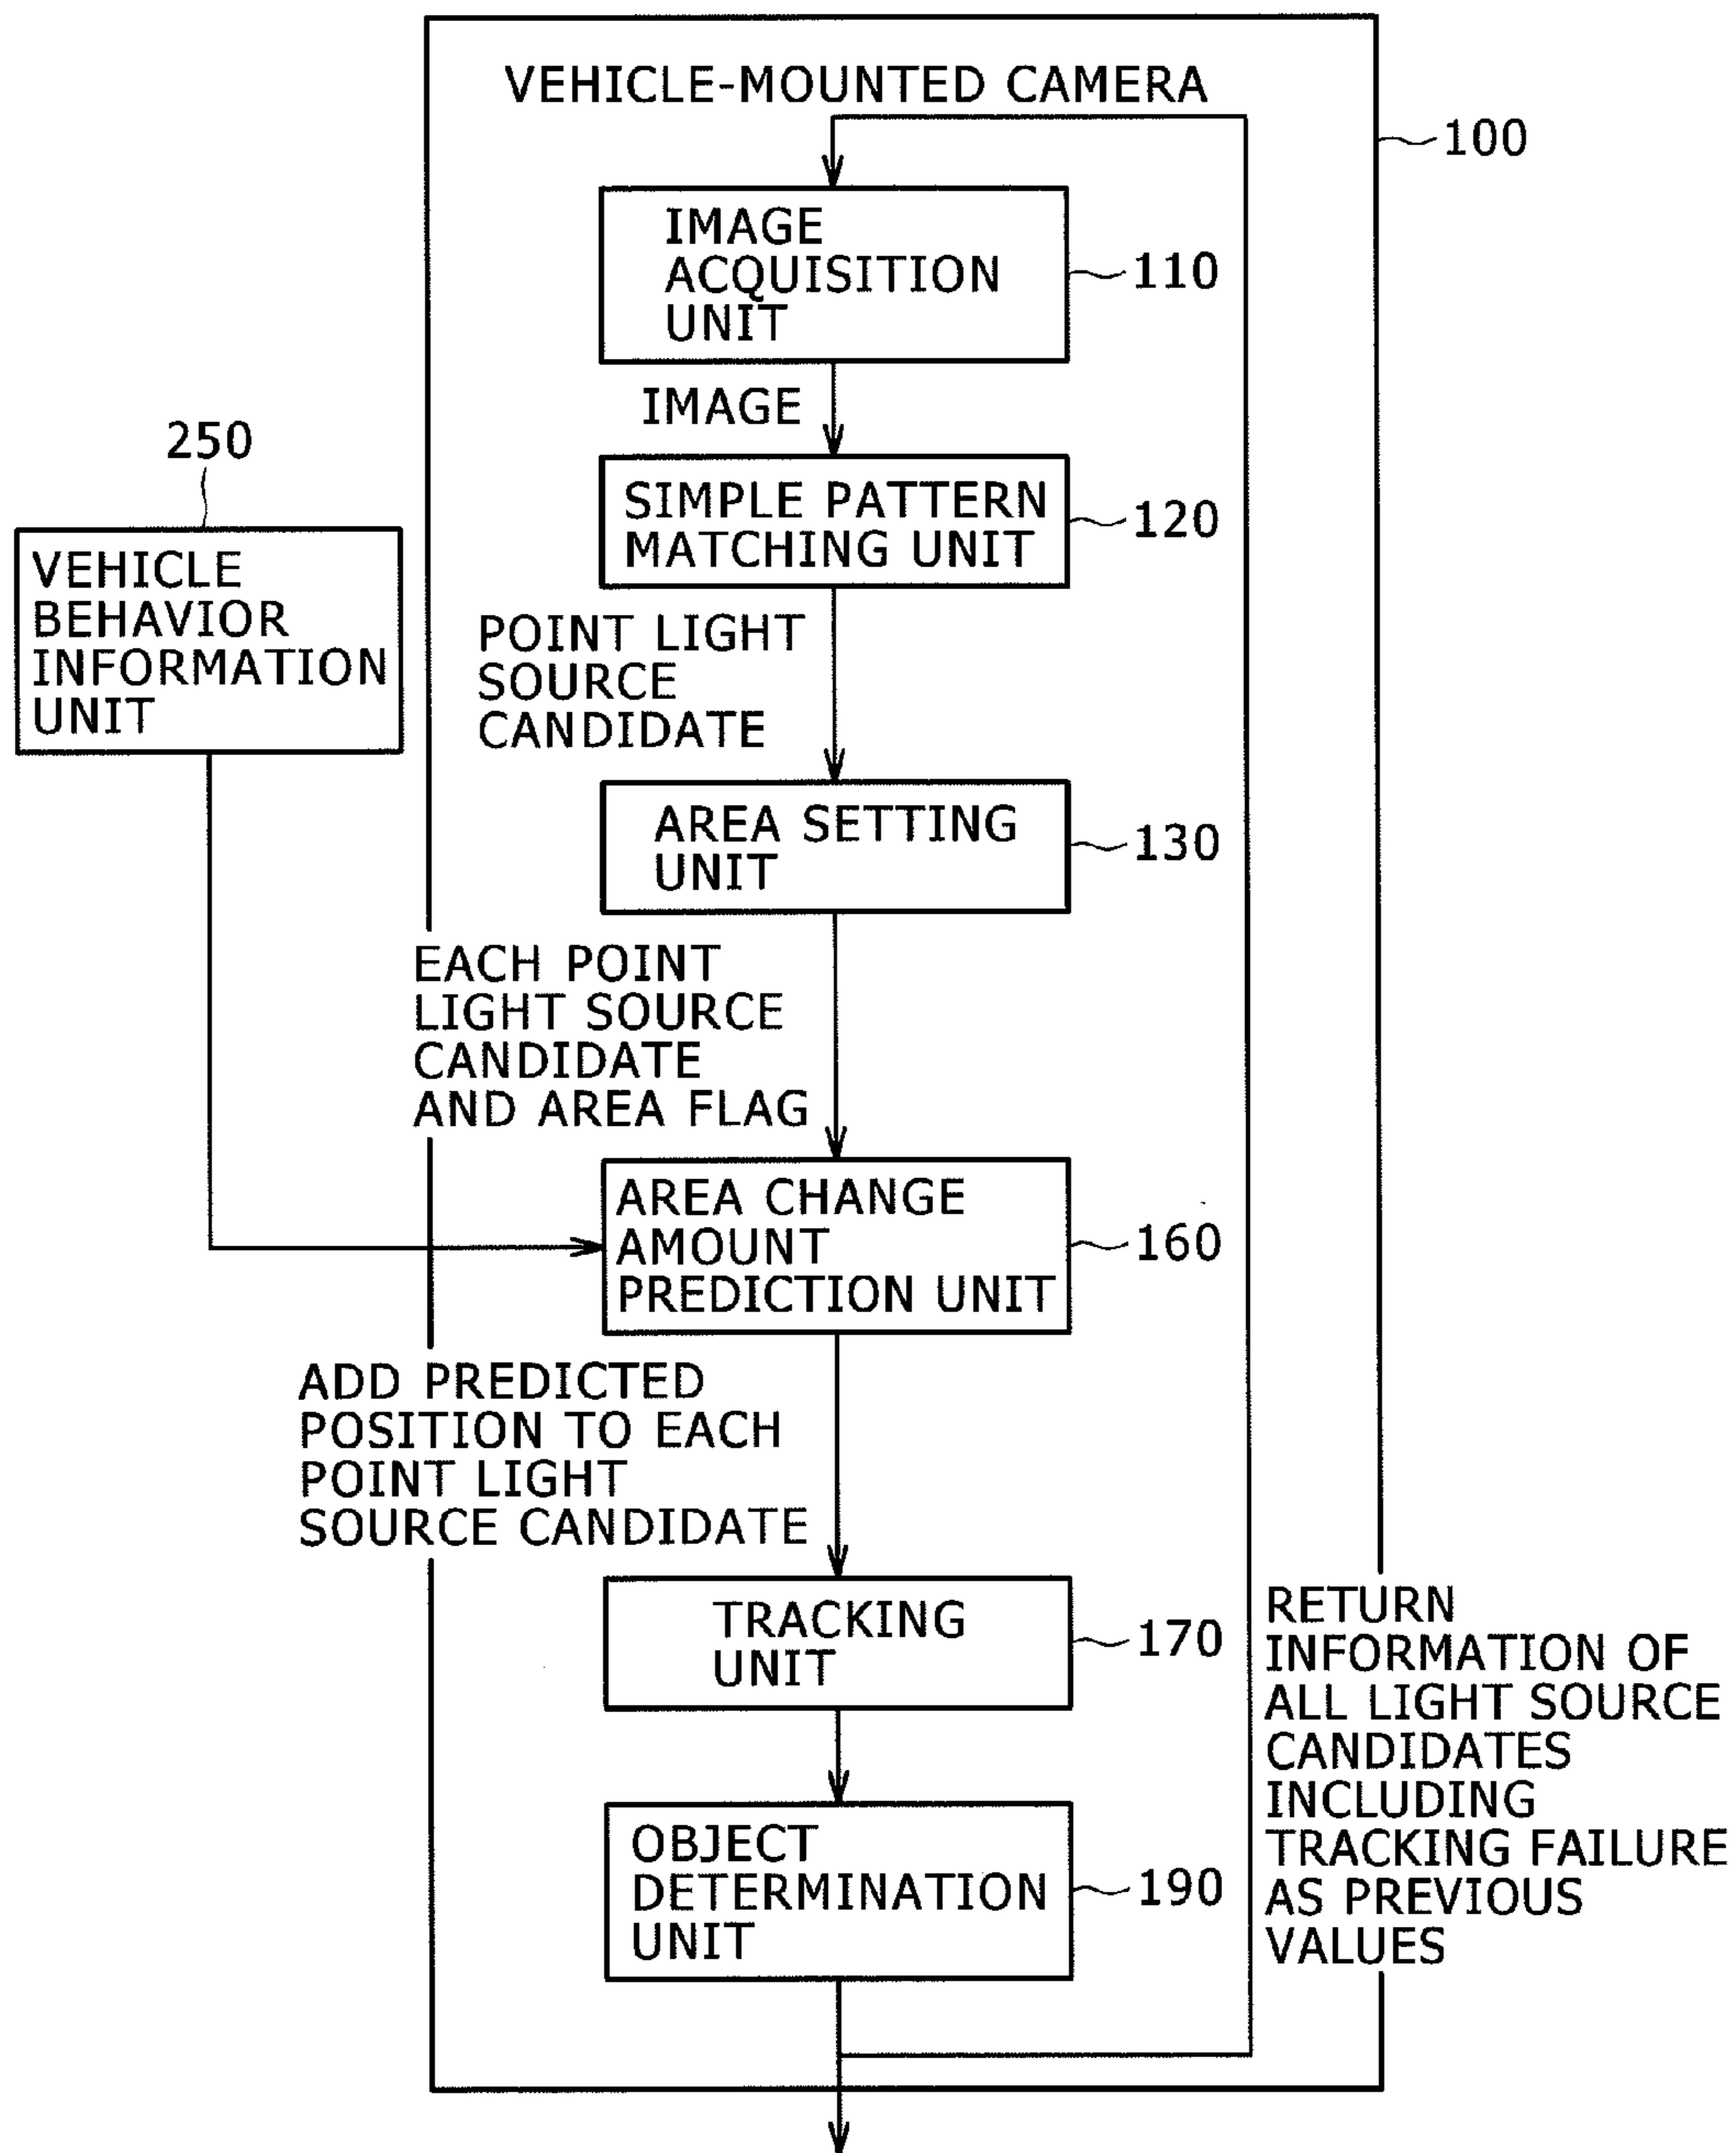 VEHICLE-MOUNTED CAMERA
100
IMAGE
ACQUISITION
UNIT
110
IMAGE
250
SIMPLE PATTERN
MATCHING UNIT
120
VEHICLE
BEHAVIOR
INFORMATION
UNIT
POINT LIGHT
SOURCE
CANDIDATE
AREA SETTING
UNIT
130
EACH POINT
LIGHT SOURCE
CANDIDATE
AND AREA FLAG
AREA CHANGE
AMOUNT
PREDICTION UNIT
160
ADD PREDICTED
POSITION TO EACH
POINT LIGHT
SOURCE CANDIDATE
TRACKING
UNIT
170
RETURN
INFORMATION OF
ALL LIGHT SOURCE
CANDIDATES
INCLUDING
TRACKING FAILURE
AS PREVIOUS
VALUES
OBJECT
DETERMINATION
UNIT
190